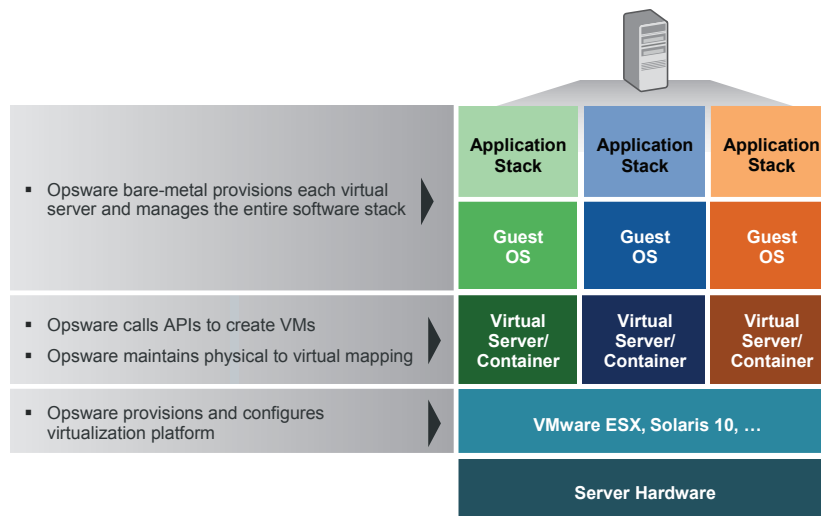 Application Stack
Application Stack
Application Stack
▪ Opsware bare-metal provisions each virtual
server and manages the entire software stack
Guest OS
Guest OS
Guest OS
▪ Opsware calls APIs to create VMs
▪ Opsware maintains physical to virtual mapping
Virtual Server/ Container
Virtual Server/ Container
Virtual Server/ Container
▪ Opsware provisions and configures
virtualization platform
VMware ESX, Solaris 10, …
Server Hardware